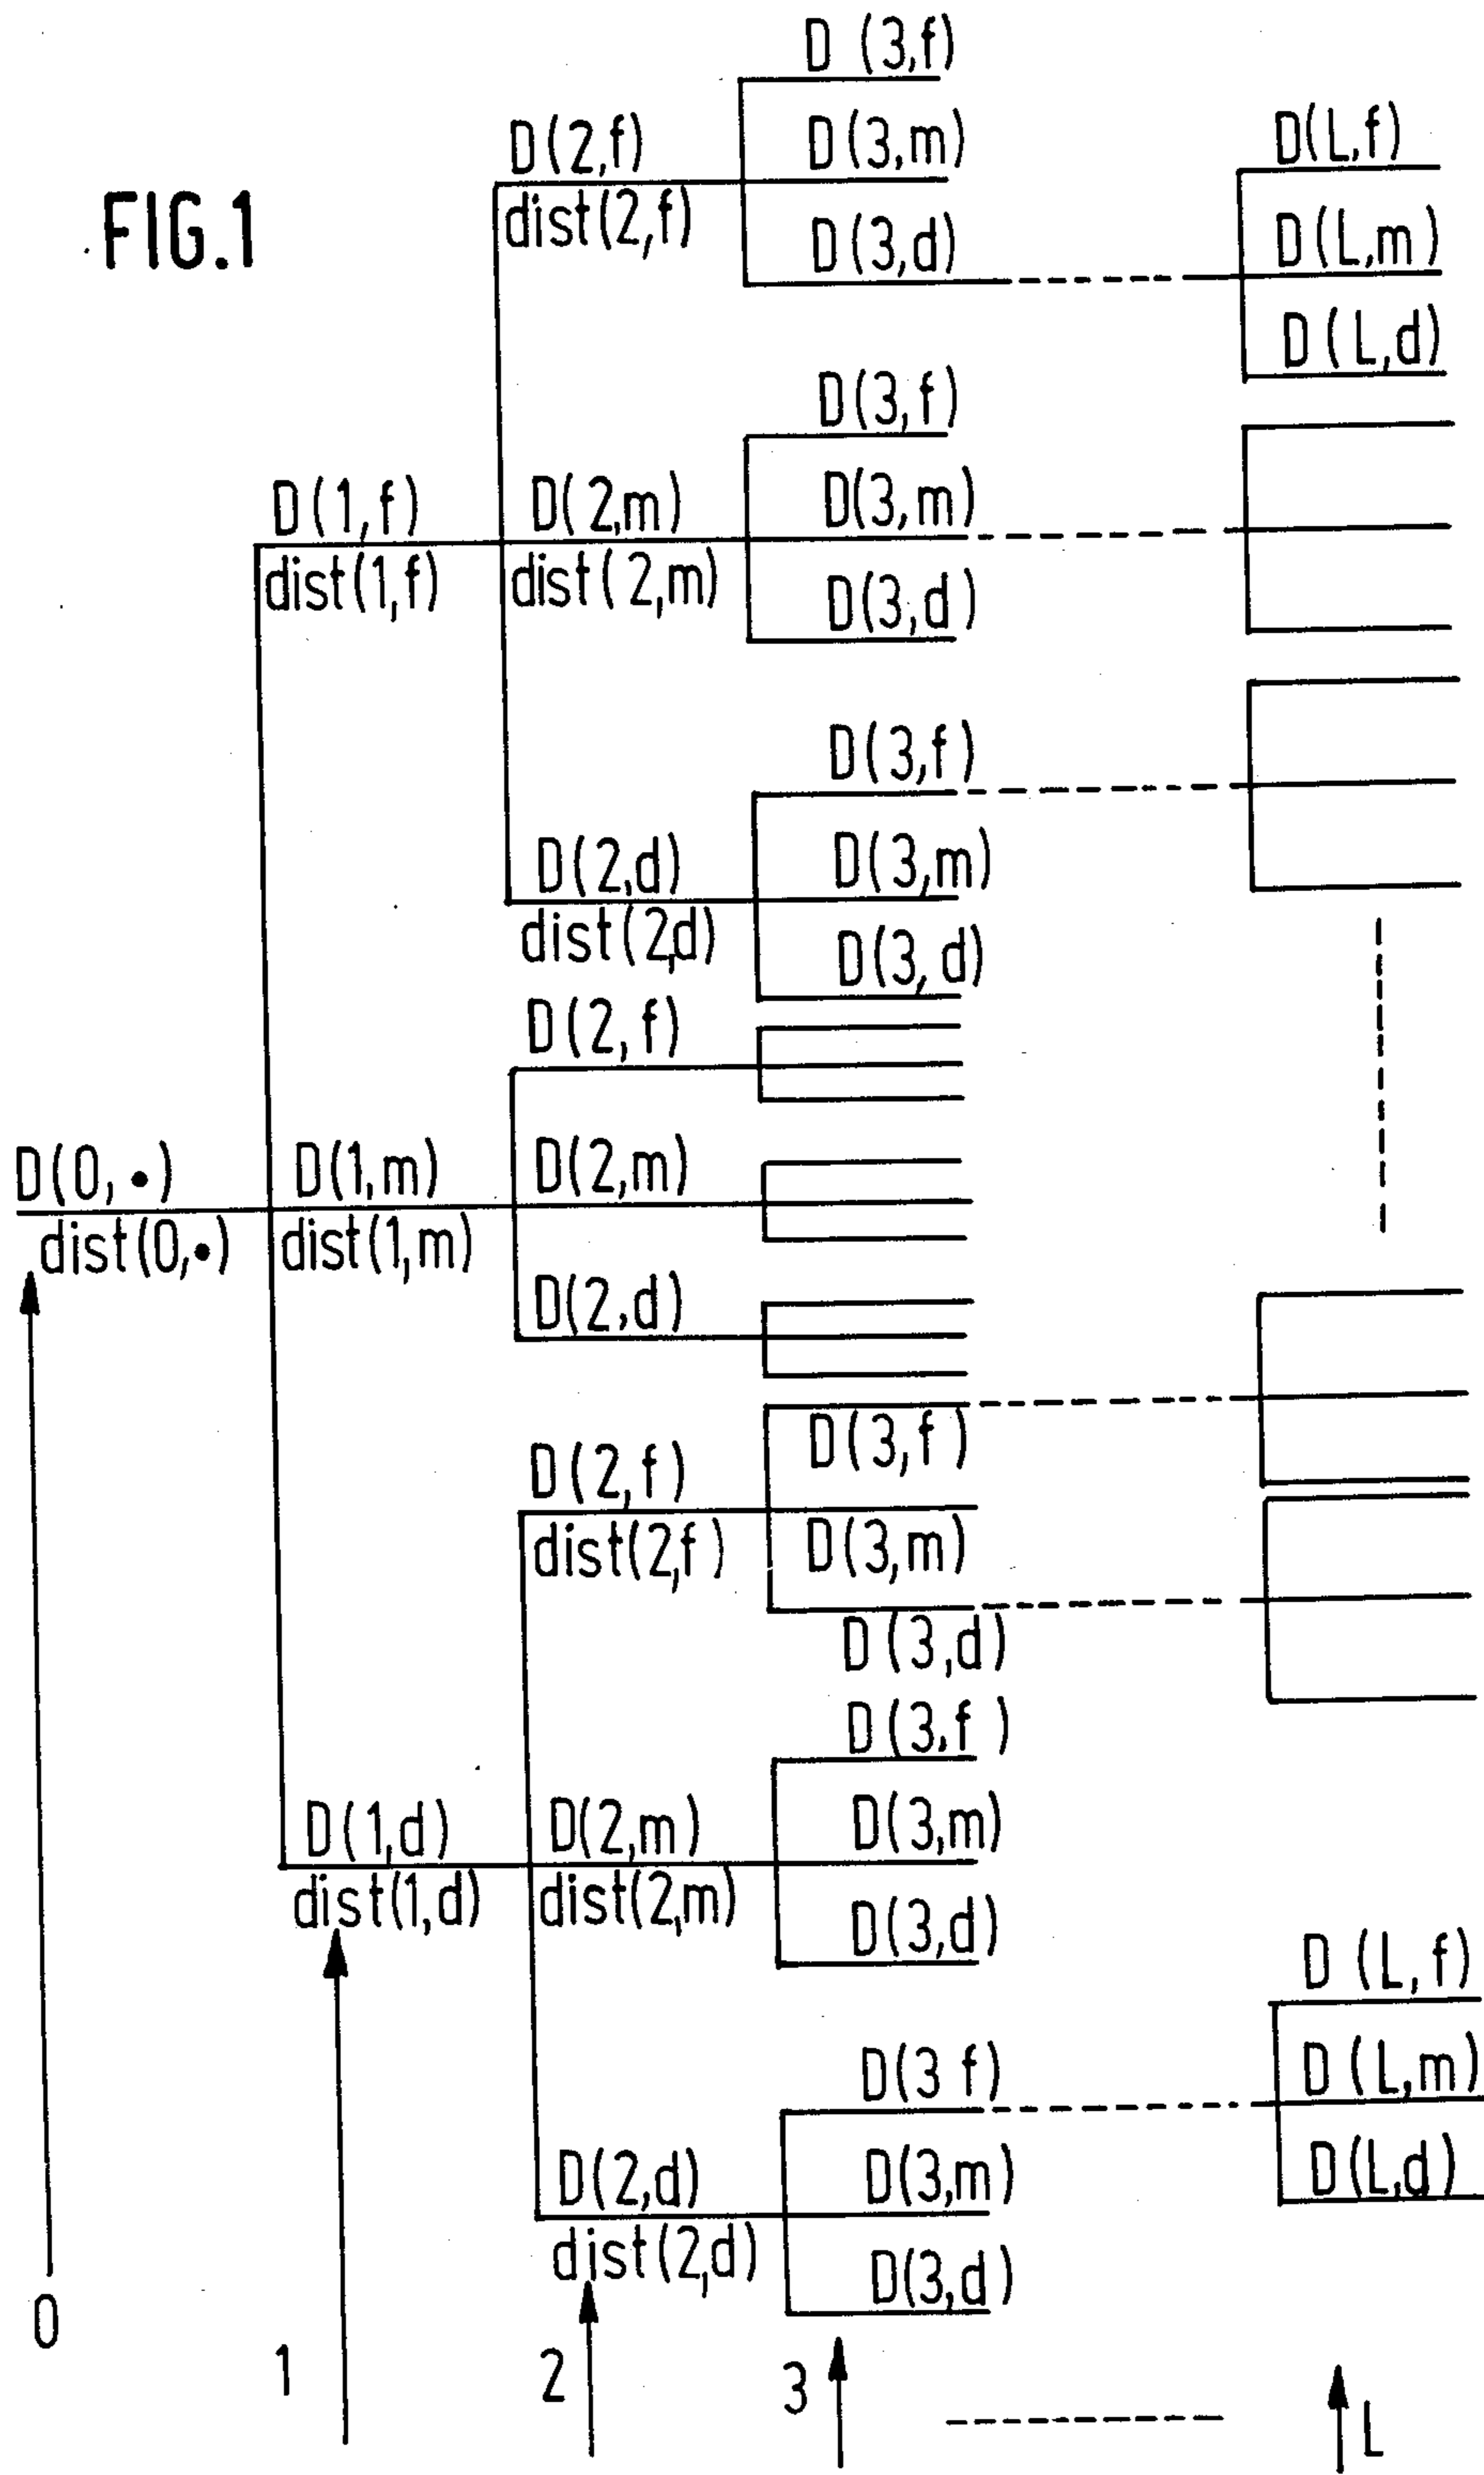 D (3,f)
D(3,m)
D(3,d)
D(2,f)
dist(2,f)
FIG.1
D(L,f)
D(L,m)
D(L,d)
D(3,f)
D(3,m)
D(3,d)
D(1,f)
dist(1,f)
D(2,m)
dist(2,m)
D(3,f)
D(3,m)
D(3,d)
D(2,d)
dist(2,d)
D(2,f)
D(2,m)
D(2,d)
D(0,•)
dist(0,•)
D(1,m)
dist(1,m)
D(3,f)
D(3,m)
D(3,d)
D(2,f)
dist(2,f)
D(3,f)
D(3,m)
D(3,d)
D(1,d)
dist(1,d)
D(2,m)
dist(2,m)
D(L,f)
D(L,m)
D(L,d)
D(3 f)
D(3,m)
D(3,d)
D(2,d)
dist(2,d)
0
1
2
3
L